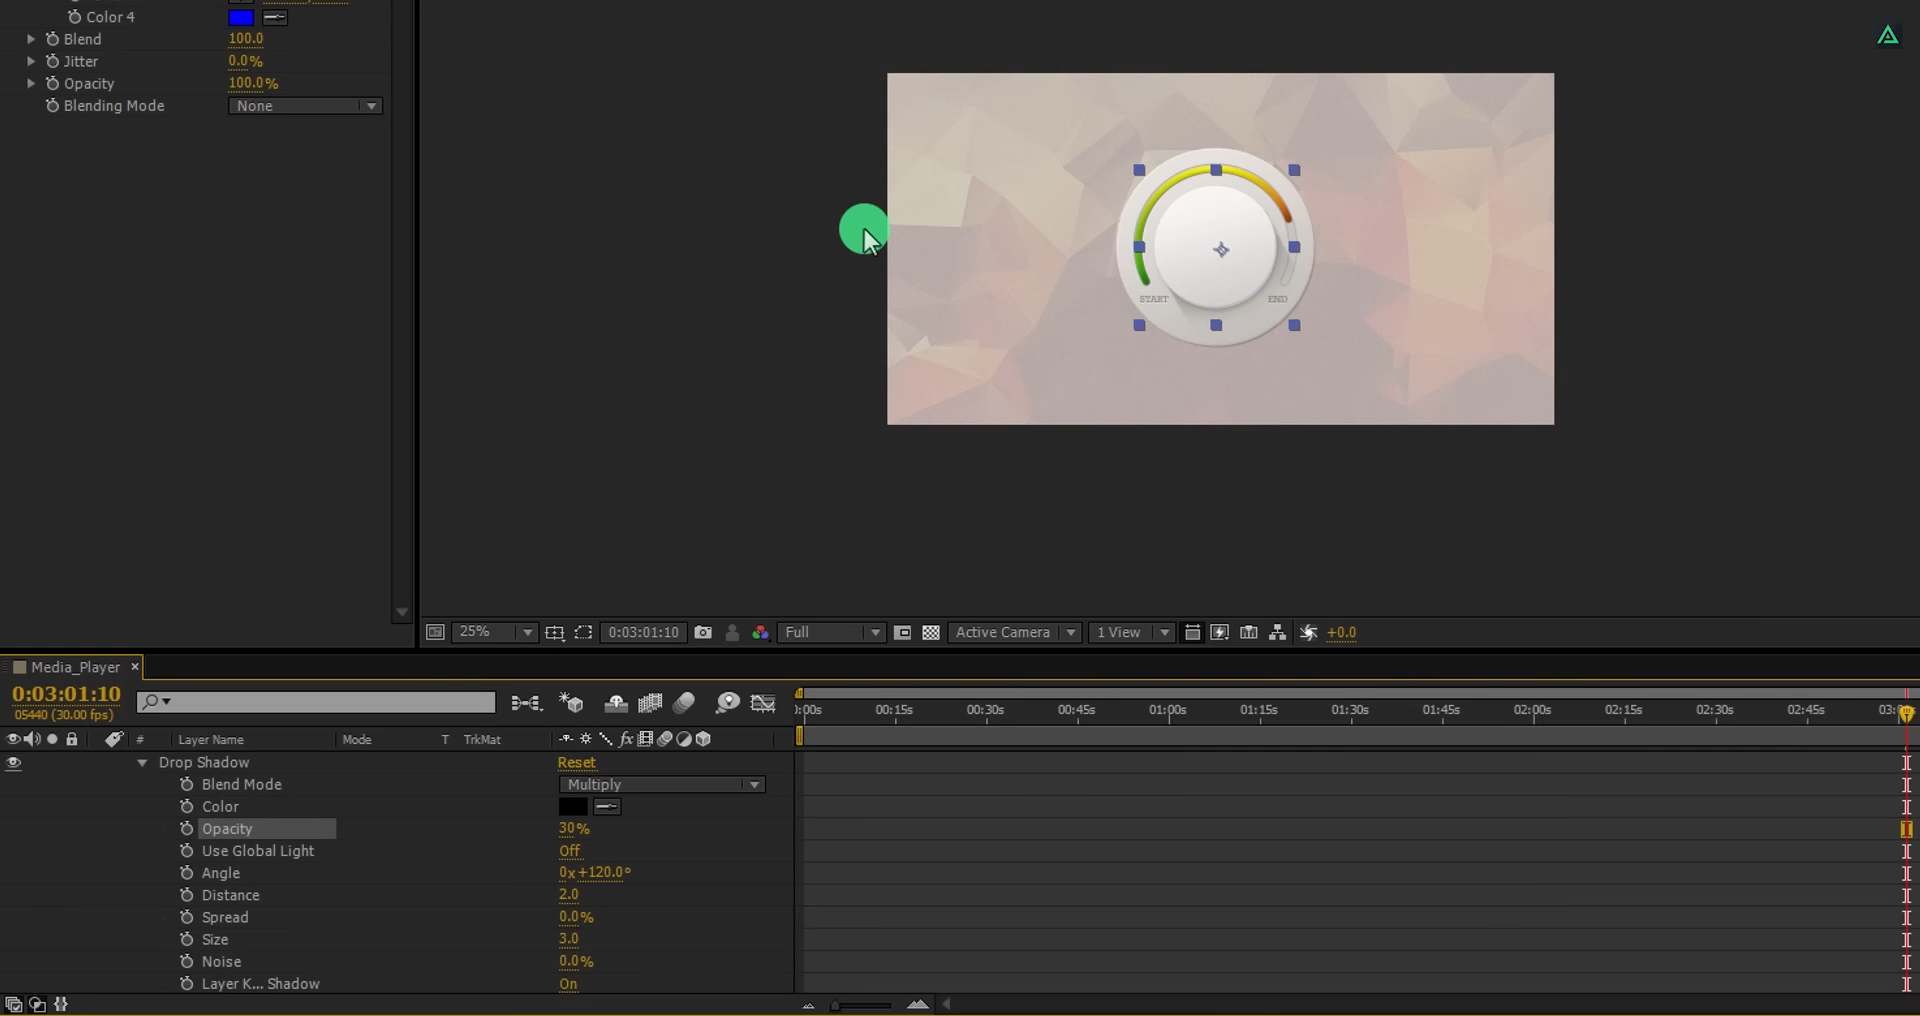 Color 4
Blend 100.0
Jitter 0.0%
Opacity 100.0%
Blending Mode None
START END
25% 0:03:01:10 Full Active Camera 1 View +0.0
Media_Player ×
0:03:01:10
05440 (30.00 fps)
:00s 00:15s 00:30s 00:45s 01:00s 01:15s 01:30s 01:45s 02:00s 02:15s 02:30s 02:45s 03:0
# Layer Name Mode T TrkMat fx
Drop Shadow Reset
Blend Mode Multiply
Color
Opacity 30%
Use Global Light Off
Angle 0x+120.0°
Distance 2.0
Spread 0.0%
Size 3.0
Noise 0.0%
Layer K... Shadow On